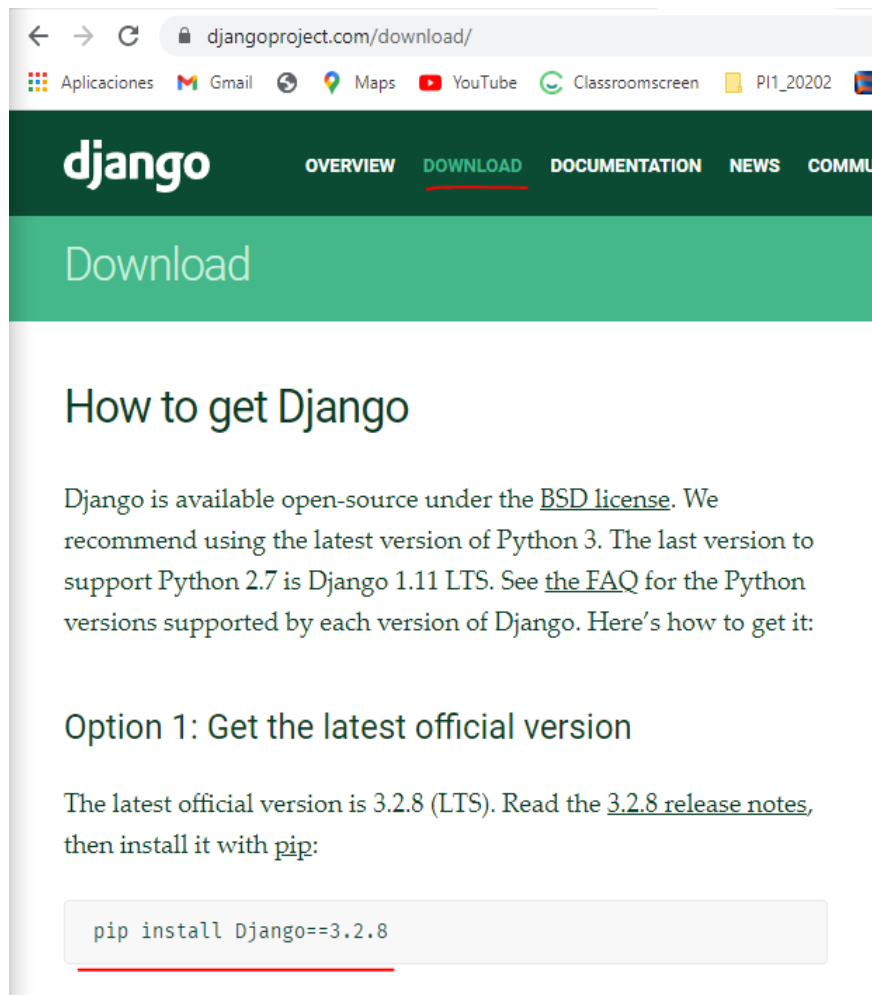 djangoproject.com/download/
Aplicaciones Gmail Maps YouTube Classroomscreen PI1_20202
django OVERVIEW DOWNLOAD DOCUMENTATION NEWS COMMU
Download
How to get Django
Django is available open-source under the BSD license. We
recommend using the latest version of Python 3. The last version to
support Python 2.7 is Django 1.11 LTS. See the FAQ for the Python
versions supported by each version of Django. Here’s how to get it:
Option 1: Get the latest official version
The latest official version is 3.2.8 (LTS). Read the 3.2.8 release notes,
then install it with pip:
pip install Django==3.2.8